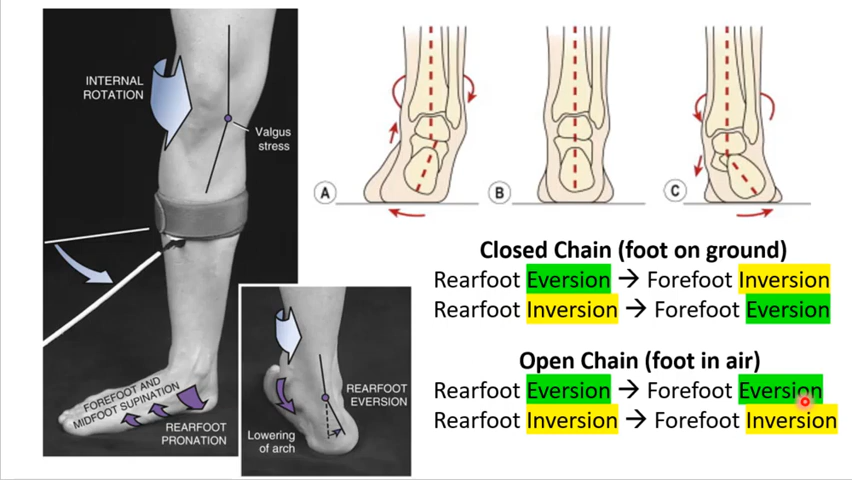 INTERNAL
ROTATION
Valgus
stress
FOREFOOT AND
MIDFOOT SUPINATION
REARFOOT
PRONATION
REARFOOT
EVERSION
Lowering
of arch
A
B
C
Closed Chain (foot on ground)
Rearfoot Eversion → Forefoot Inversion
Rearfoot Inversion → Forefoot Eversion
Open Chain (foot in air)
Rearfoot Eversion → Forefoot Eversion
Rearfoot Inversion → Forefoot Inversion